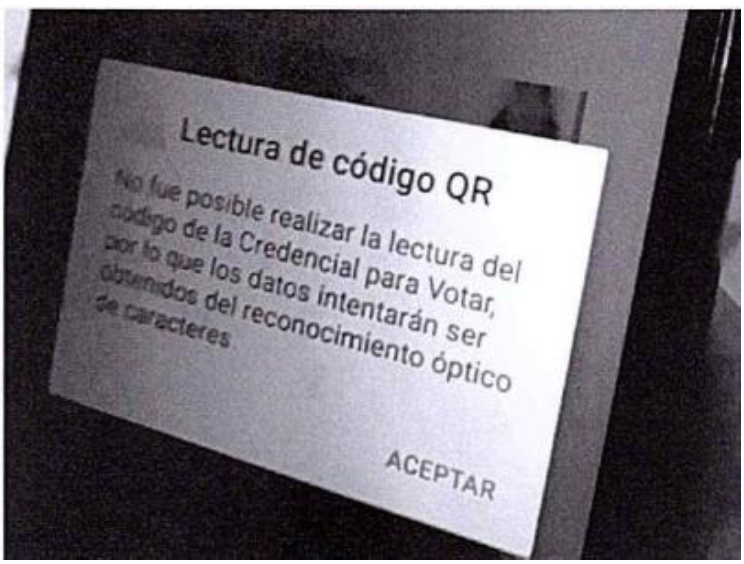 Lectura de código QR
No fue posible realizar la lectura del
código de la Credencial para Votar,
por lo que los datos intentarán ser
obtenidos del reconocimiento óptico
de caracteres.
ACEPTAR